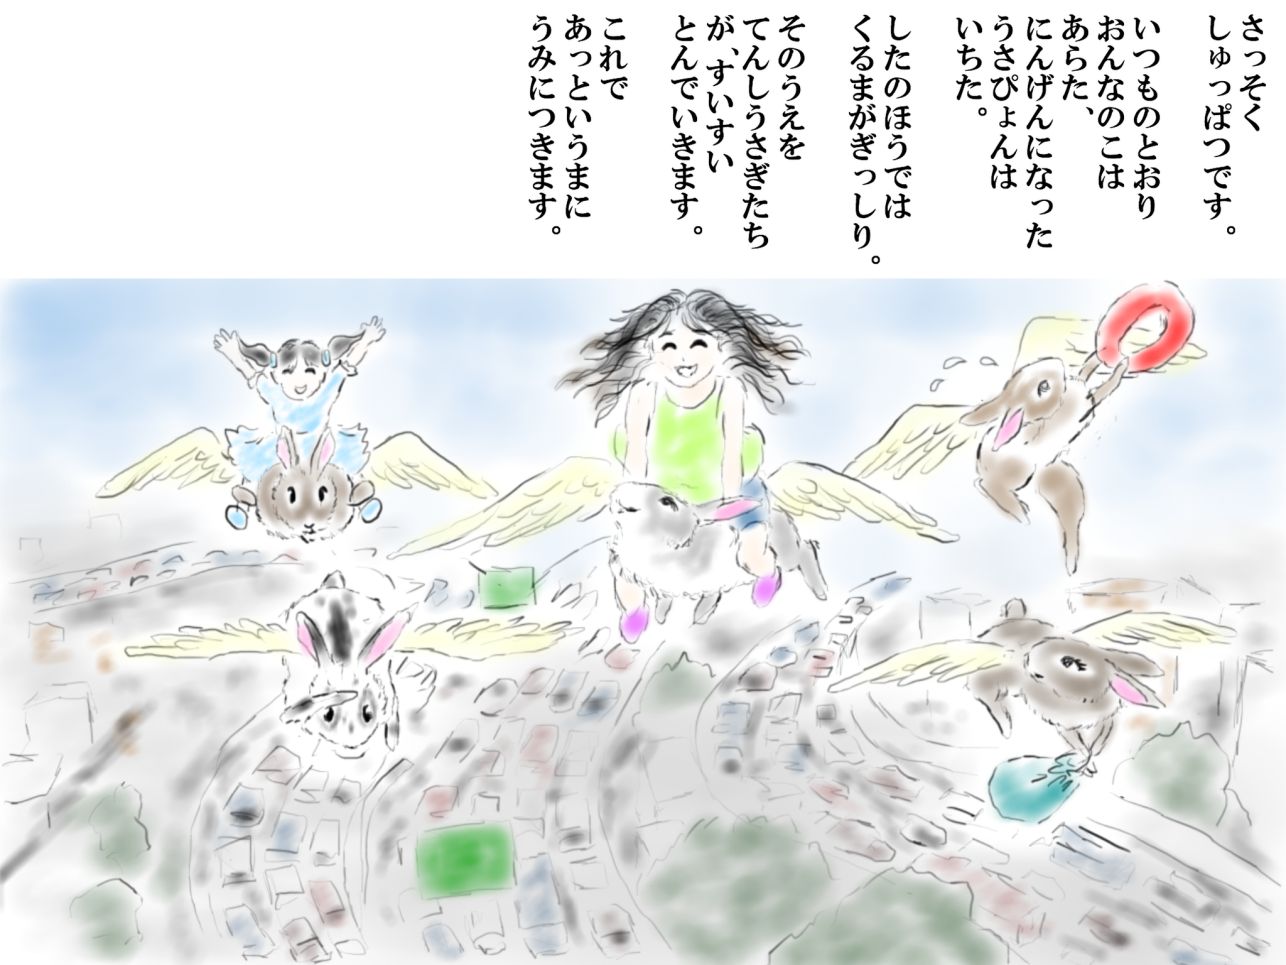 さっそく
しゅっぱつです。
いつものとおり
おんなのこは
あらた、
にんげんになった
うさぴょんは
いちた。
したのほうでは
くるまがぎっしり。
そのうえを
てんしうさぎたち
が、すいすい
とんでいきます。
これで
あっというまに
うみにつきます。